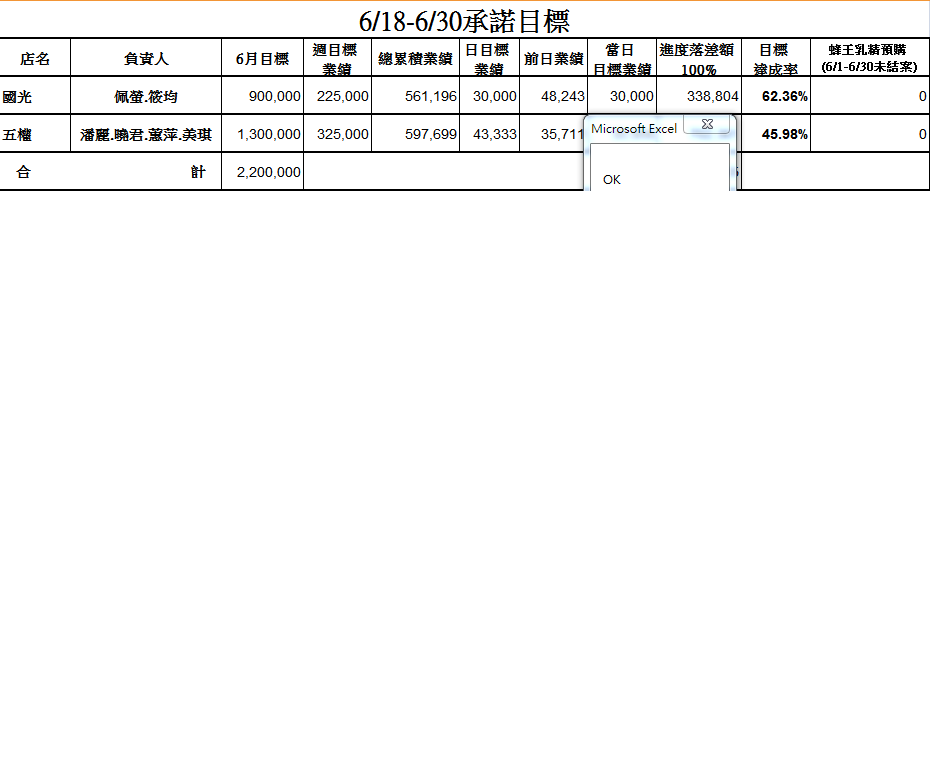 6/18-6/30承諾目標
店名 負責人 6月目標 週目標業績 總累積業績 日目標業績 前日業績 當日目標業績 進度落差額100% 目標達成率 蜂王乳精預購(6/1-6/30未結案)
國光 佩螢.筱均 900,000 225,000 561,196 30,000 48,243 30,000 338,804 62.36% 0
五權 潘麗.曉君.蕙萍.美琪 1,300,000 325,000 597,699 43,333 35,711 45.98% 0
合 計 2,200,000
Microsoft Excel
OK